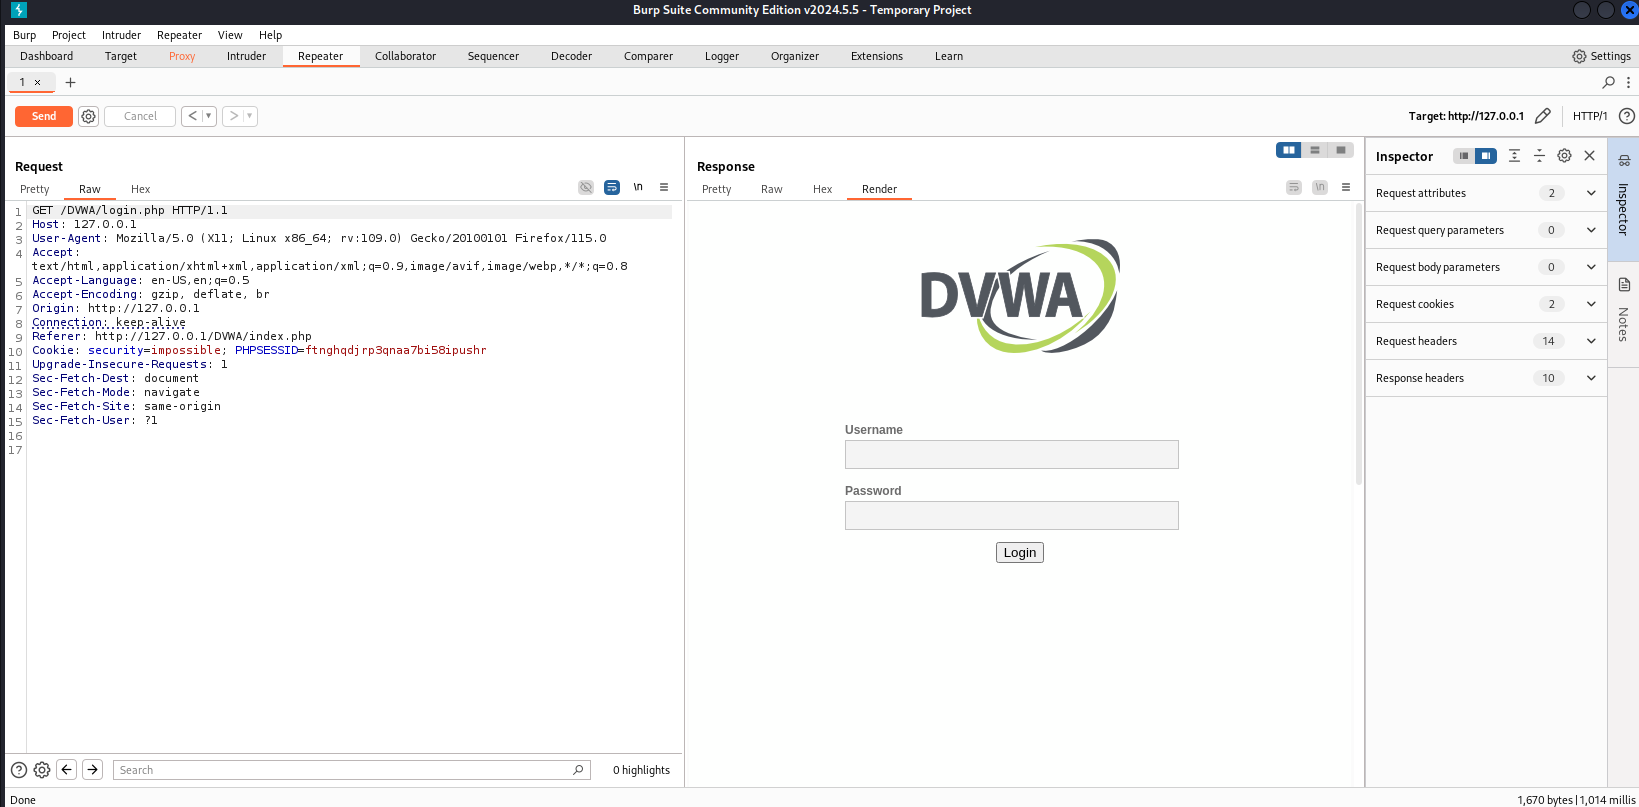 Burp Suite Community Edition v2024.5.5 - Temporary Project
Burp Project Intruder Repeater View Help
Dashboard Target Proxy Intruder Repeater Collaborator Sequencer Decoder Comparer Logger Organizer Extensions Learn Settings
1 × +
Send Cancel < > Target: http://127.0.0.1 HTTP/1 ?
Request
Pretty Raw Hex \n
1 GET /DVWA/login.php HTTP/1.1
2 Host: 127.0.0.1
3 User-Agent: Mozilla/5.0 (X11; Linux x86_64; rv:109.0) Gecko/20100101 Firefox/115.0
4 Accept:
text/html,application/xhtml+xml,application/xml;q=0.9,image/avif,image/webp,*/*;q=0.8
5 Accept-Language: en-US,en;q=0.5
6 Accept-Encoding: gzip, deflate, br
7 Origin: http://127.0.0.1
8 Connection: keep-alive
9 Referer: http://127.0.0.1/DVWA/index.php
10 Cookie: security=impossible; PHPSESSID=ftnghqdjrp3qnaa7bi58ipushr
11 Upgrade-Insecure-Requests: 1
12 Sec-Fetch-Dest: document
13 Sec-Fetch-Mode: navigate
14 Sec-Fetch-Site: same-origin
15 Sec-Fetch-User: ?1
16
17
? Search 0 highlights
Response
Pretty Raw Hex Render \n
DVWA
Username
Password
Login
Inspector
Request attributes 2
Request query parameters 0
Request body parameters 0
Request cookies 2
Request headers 14
Response headers 10
Inspector
Notes
Done
1,670 bytes | 1,014 millis